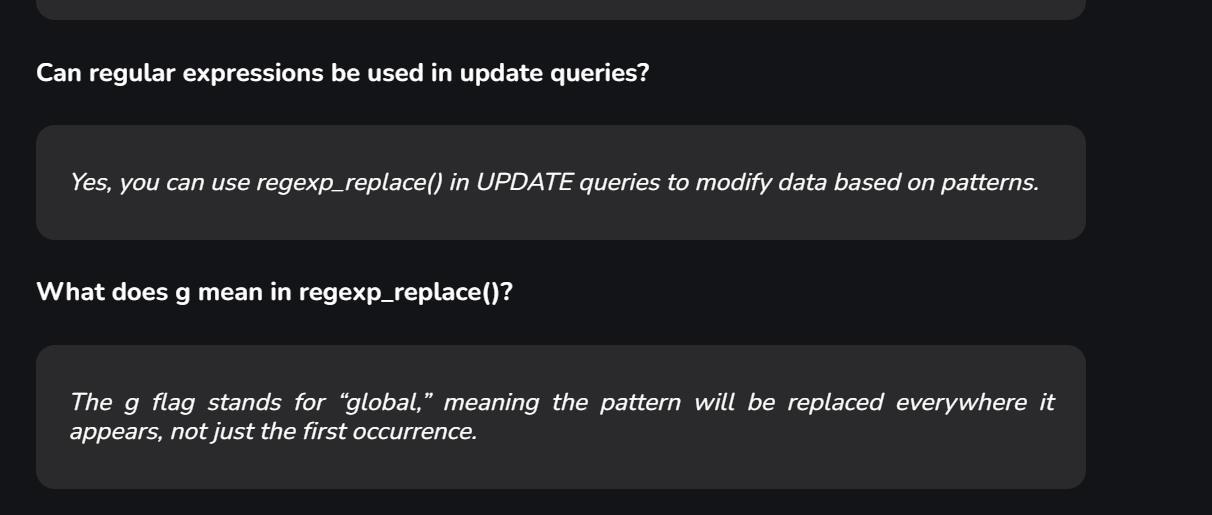 Can regular expressions be used in update queries?
Yes, you can use regexp_replace() in UPDATE queries to modify data based on patterns.
What does g mean in regexp_replace()?
The g flag stands for “global,” meaning the pattern will be replaced everywhere it
appears, not just the first occurrence.